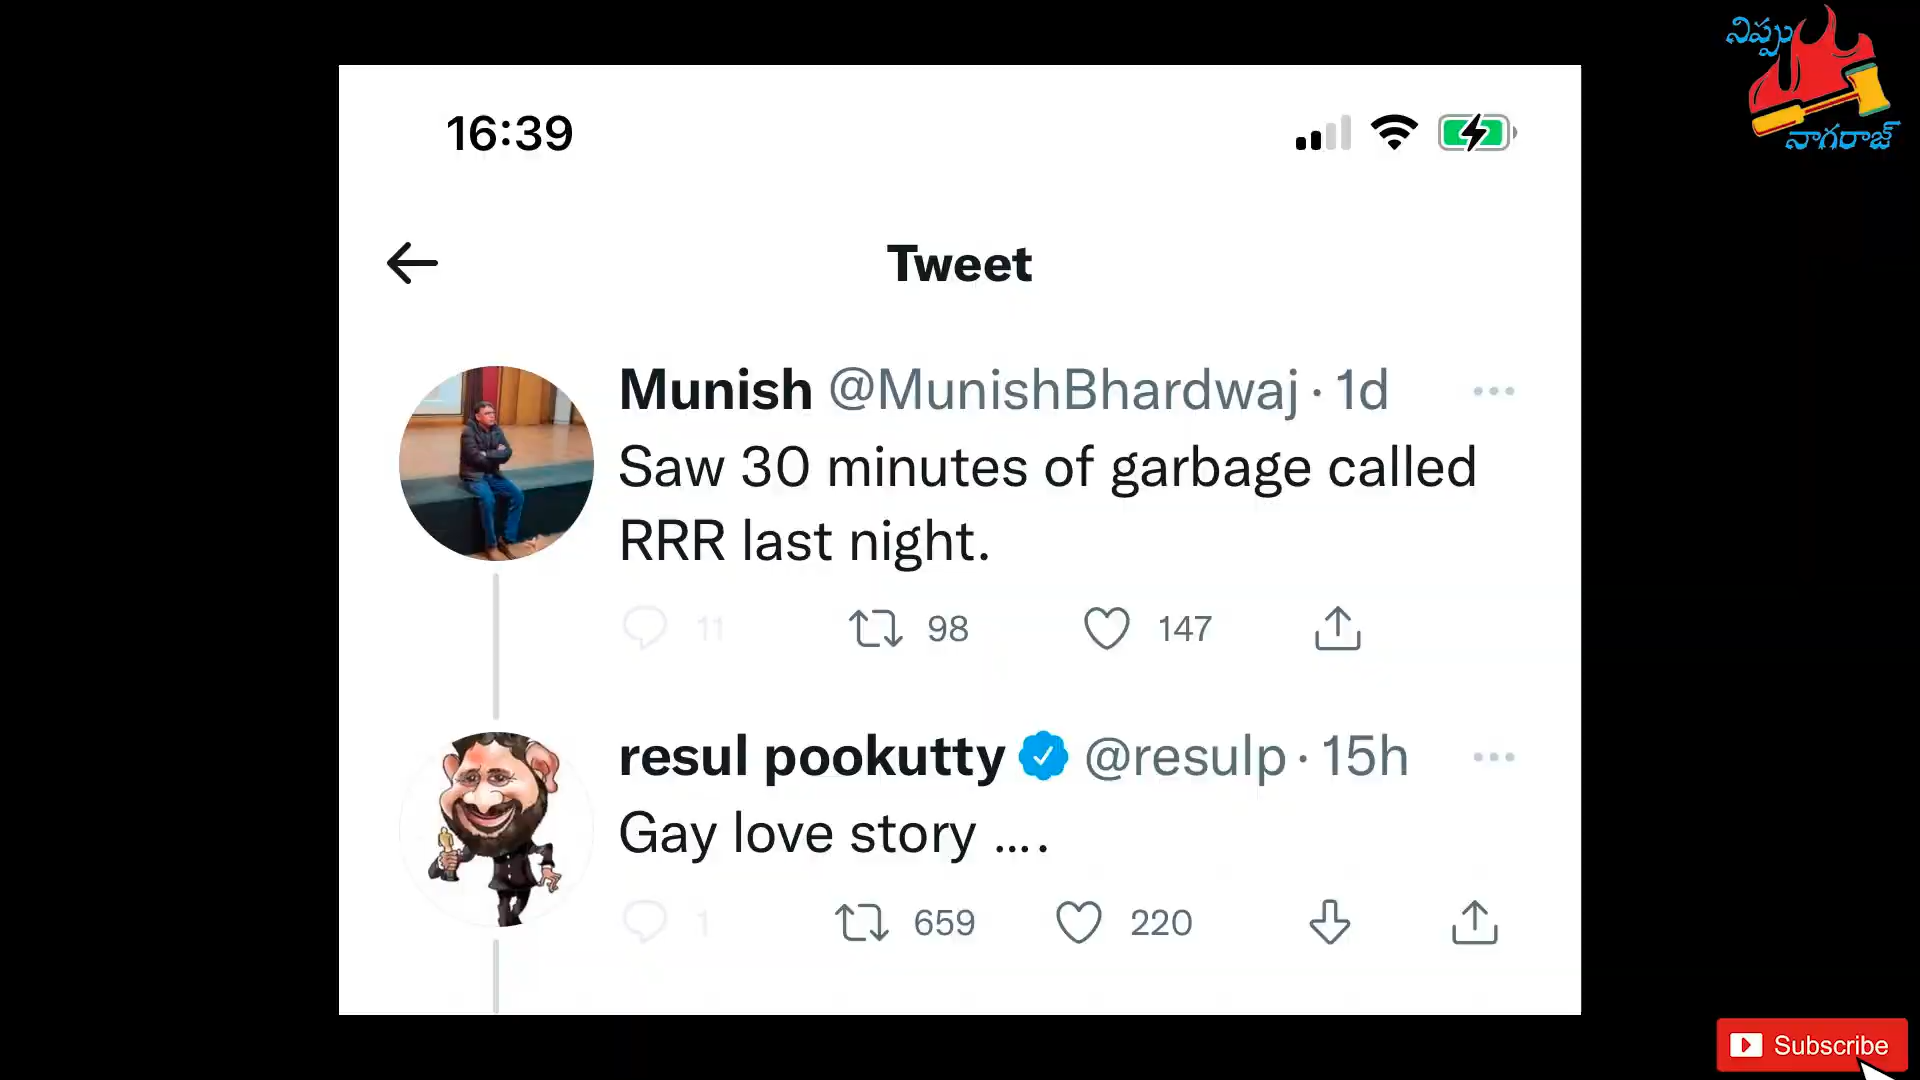 నిప్పు
నాగరాజ్
16:39
Tweet
Munish @MunishBhardwaj · 1d
Saw 30 minutes of garbage called
RRR last night.
11 98 147
resul pookutty @resulp · 15h
Gay love story ....
1 659 220
Subscribe